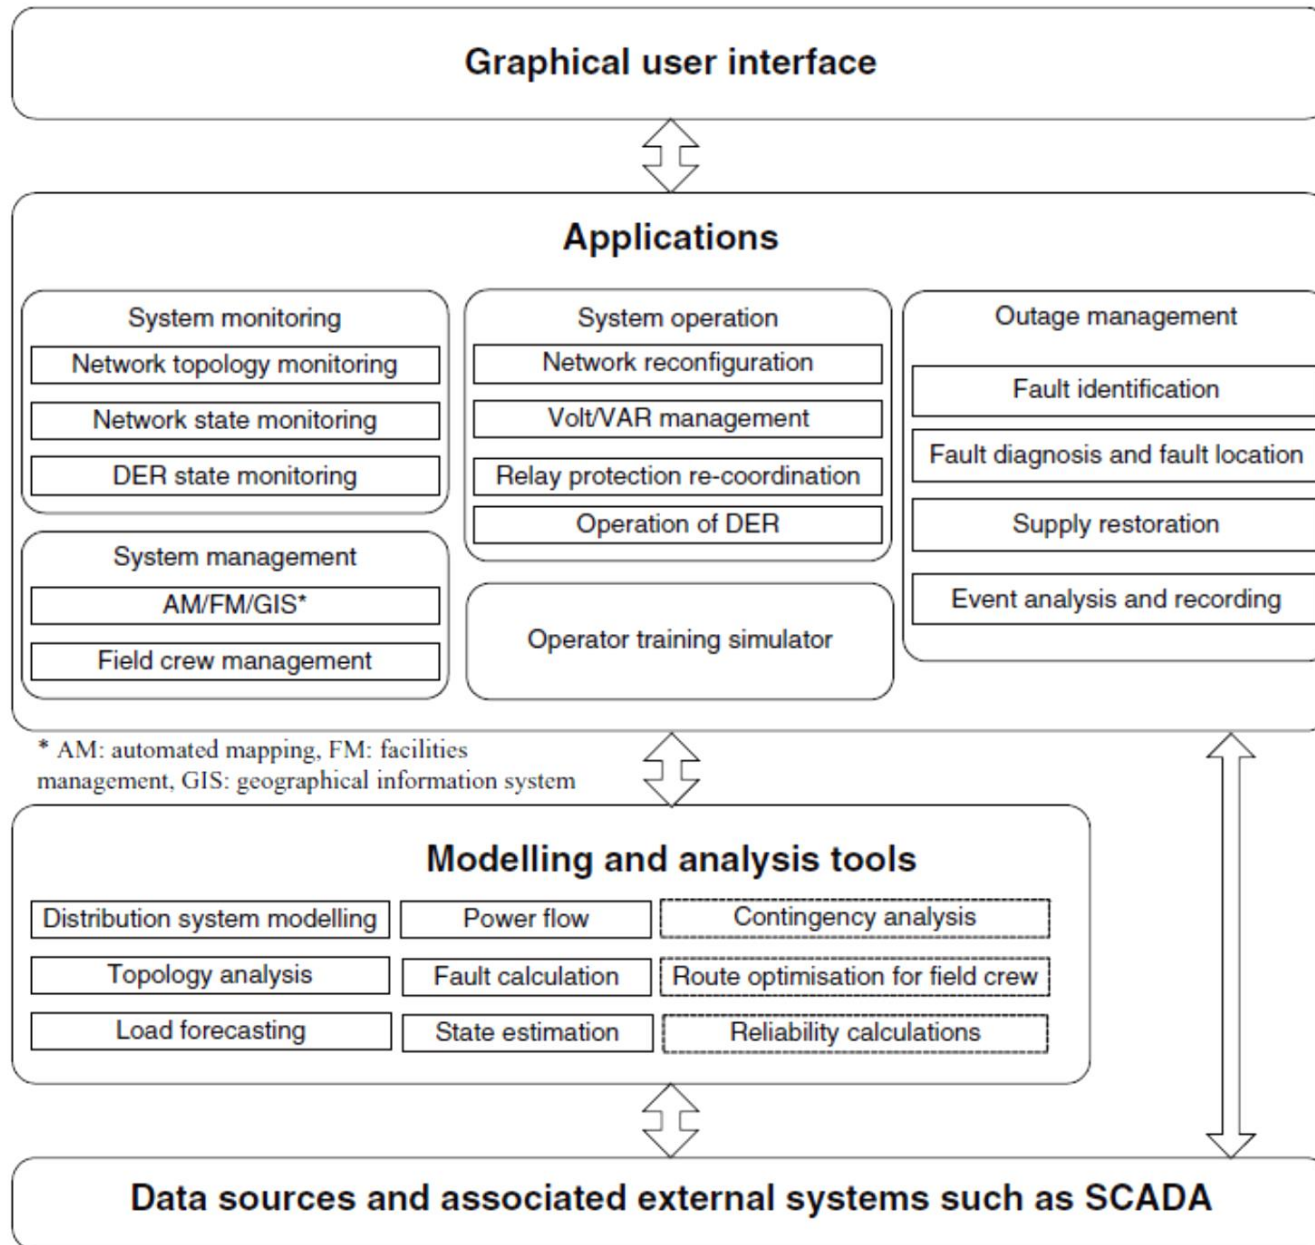 Graphical user interface
Applications
System monitoring
Network topology monitoring
Network state monitoring
DER state monitoring
System management
AM/FM/GIS*
Field crew management
System operation
Network reconfiguration
Volt/VAR management
Relay protection re-coordination
Operation of DER
Operator training simulator
Outage management
Fault identification
Fault diagnosis and fault location
Supply restoration
Event analysis and recording
* AM: automated mapping, FM: facilities
management, GIS: geographical information system
Modelling and analysis tools
Distribution system modelling
Topology analysis
Load forecasting
Power flow
Fault calculation
State estimation
Contingency analysis
Route optimisation for field crew
Reliability calculations
Data sources and associated external systems such as SCADA